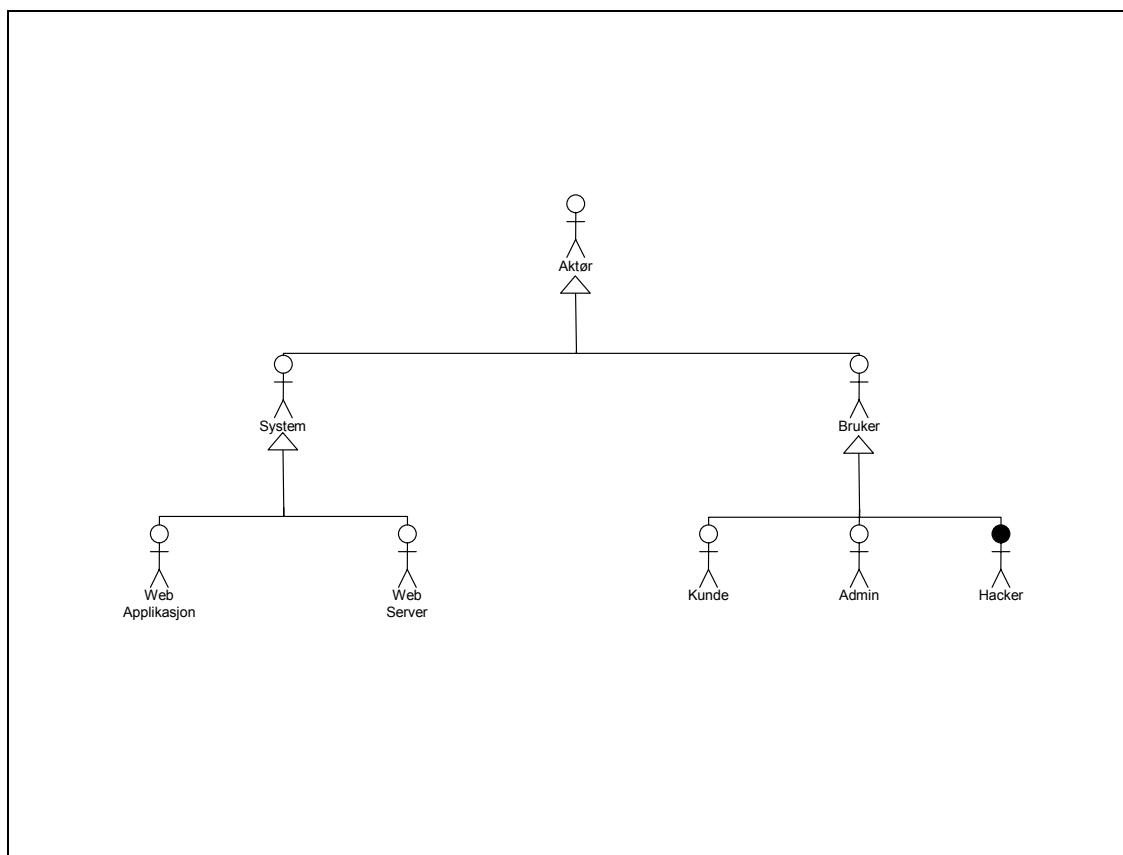 Aktør
System
Bruker
Web
Applikasjon
Web
Server
Kunde
Admin
Hacker